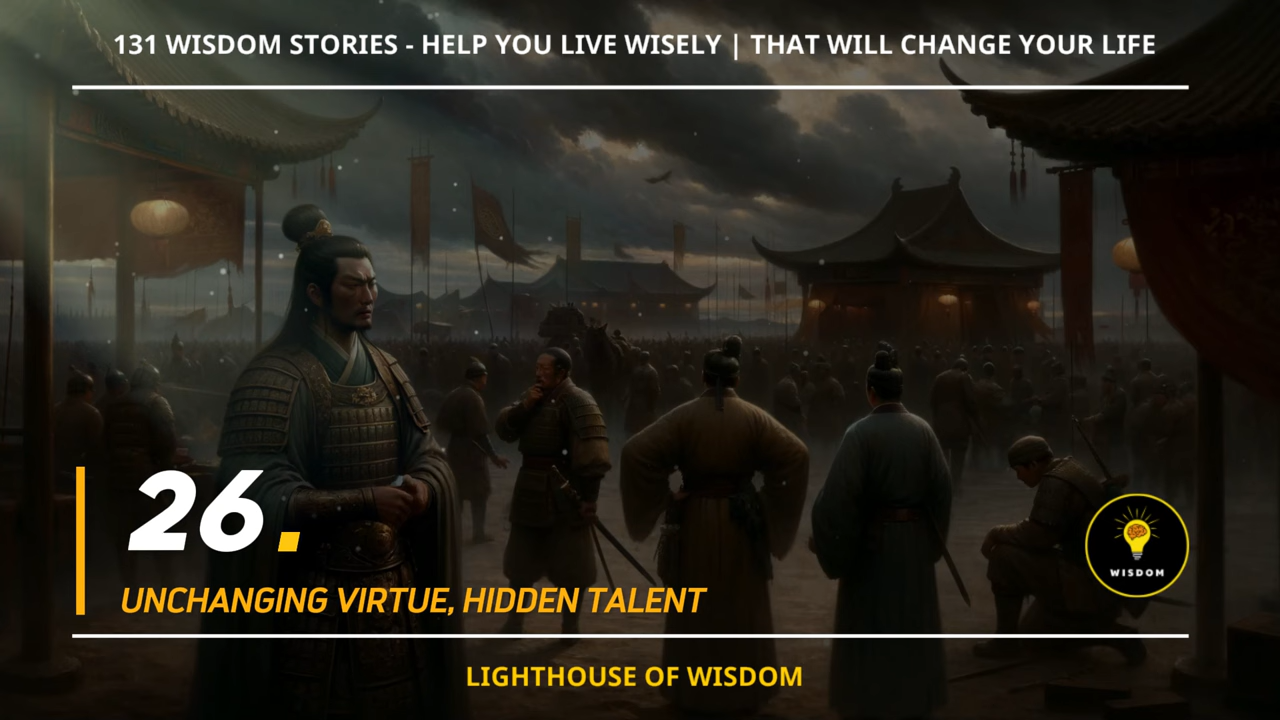 131 WISDOM STORIES - HELP YOU LIVE WISELY | THAT WILL CHANGE YOUR LIFE
26.
UNCHANGING VIRTUE, HIDDEN TALENT
WISDOM
LIGHTHOUSE OF WISDOM